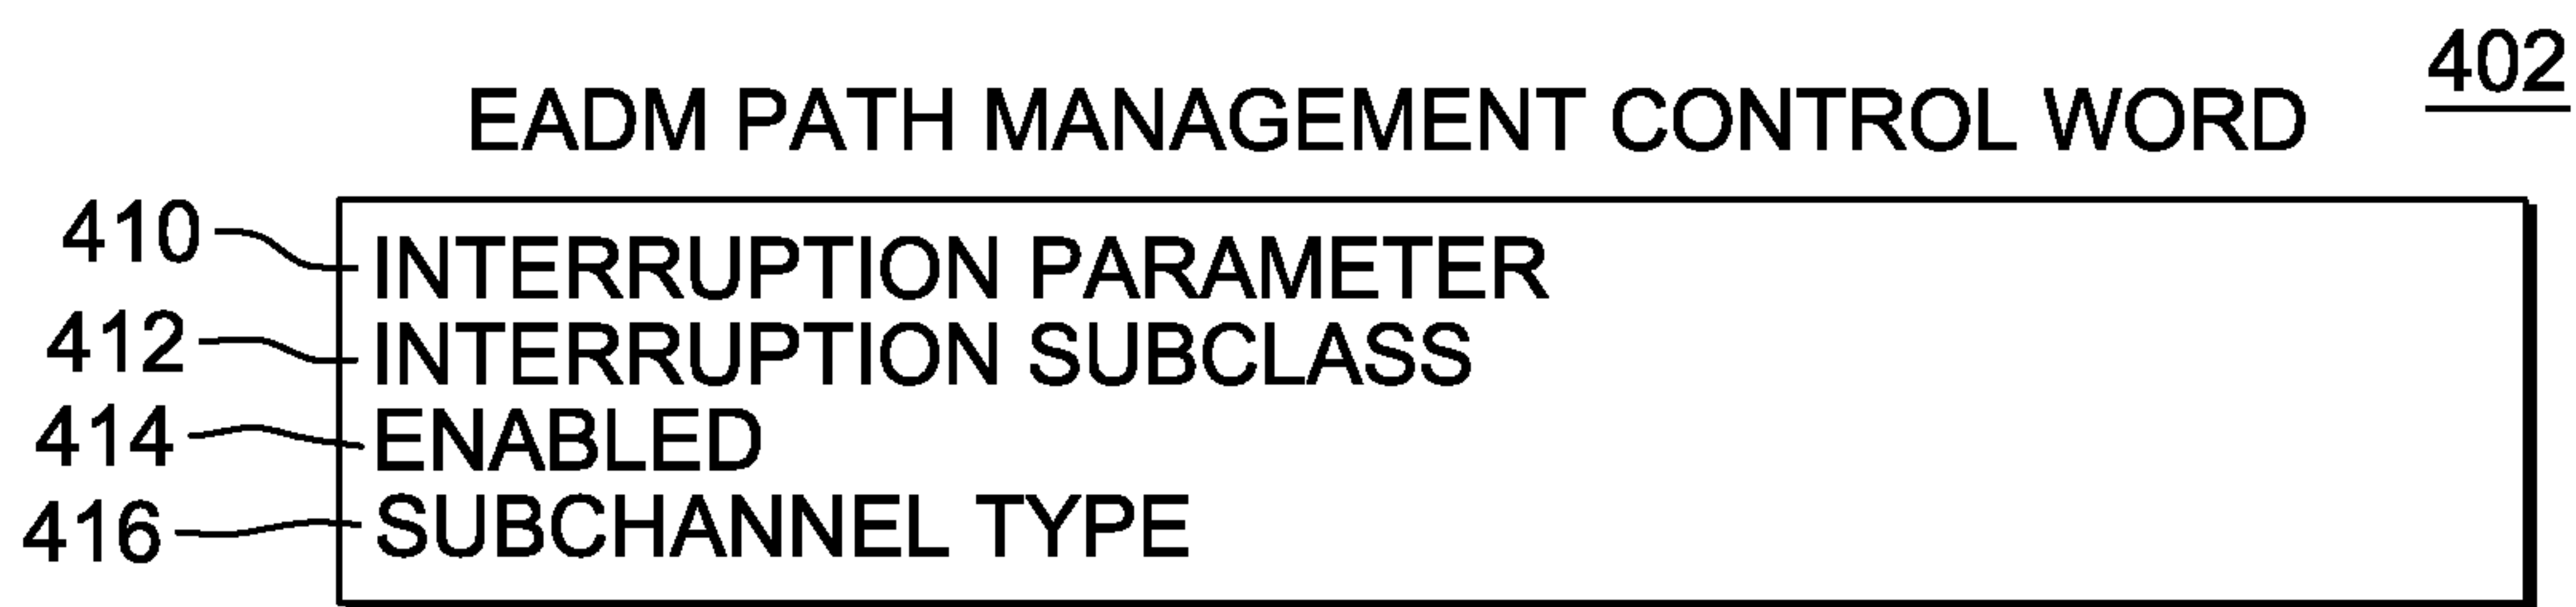 402
EADM PATH MANAGEMENT CONTROL WORD
410 INTERRUPTION PARAMETER
412 INTERRUPTION SUBCLASS
414 ENABLED
416 SUBCHANNEL TYPE